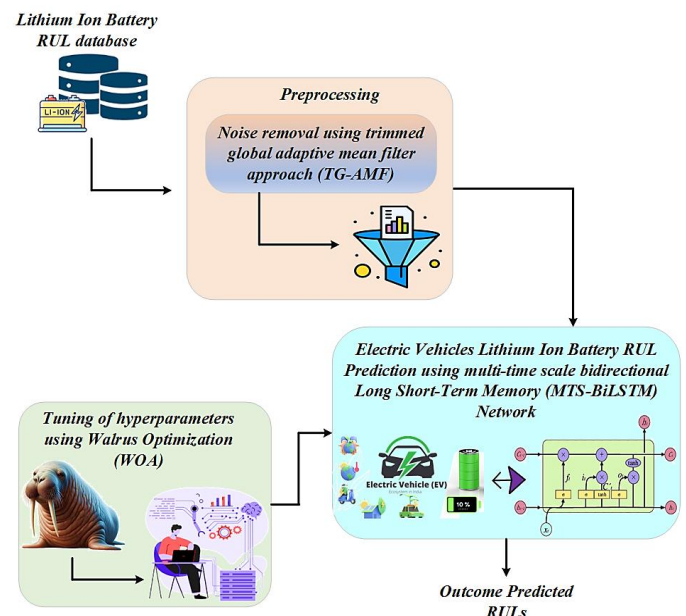 Lithium Ion Battery
RUL database
LI-ION
Preprocessing
Noise removal using trimmed
global adaptive mean filter
approach (TG-AMF)
Electric Vehicles Lithium Ion Battery RUL
Prediction using multi-time scale bidirectional
Long Short-Term Memory (MTS-BiLSTM)
Network
Tuning of hyperparameters
using Walrus Optimization
(WOA)
Electric Vehicle (EV)
10 %
tanh
tanh
Outcome Predicted
RULs